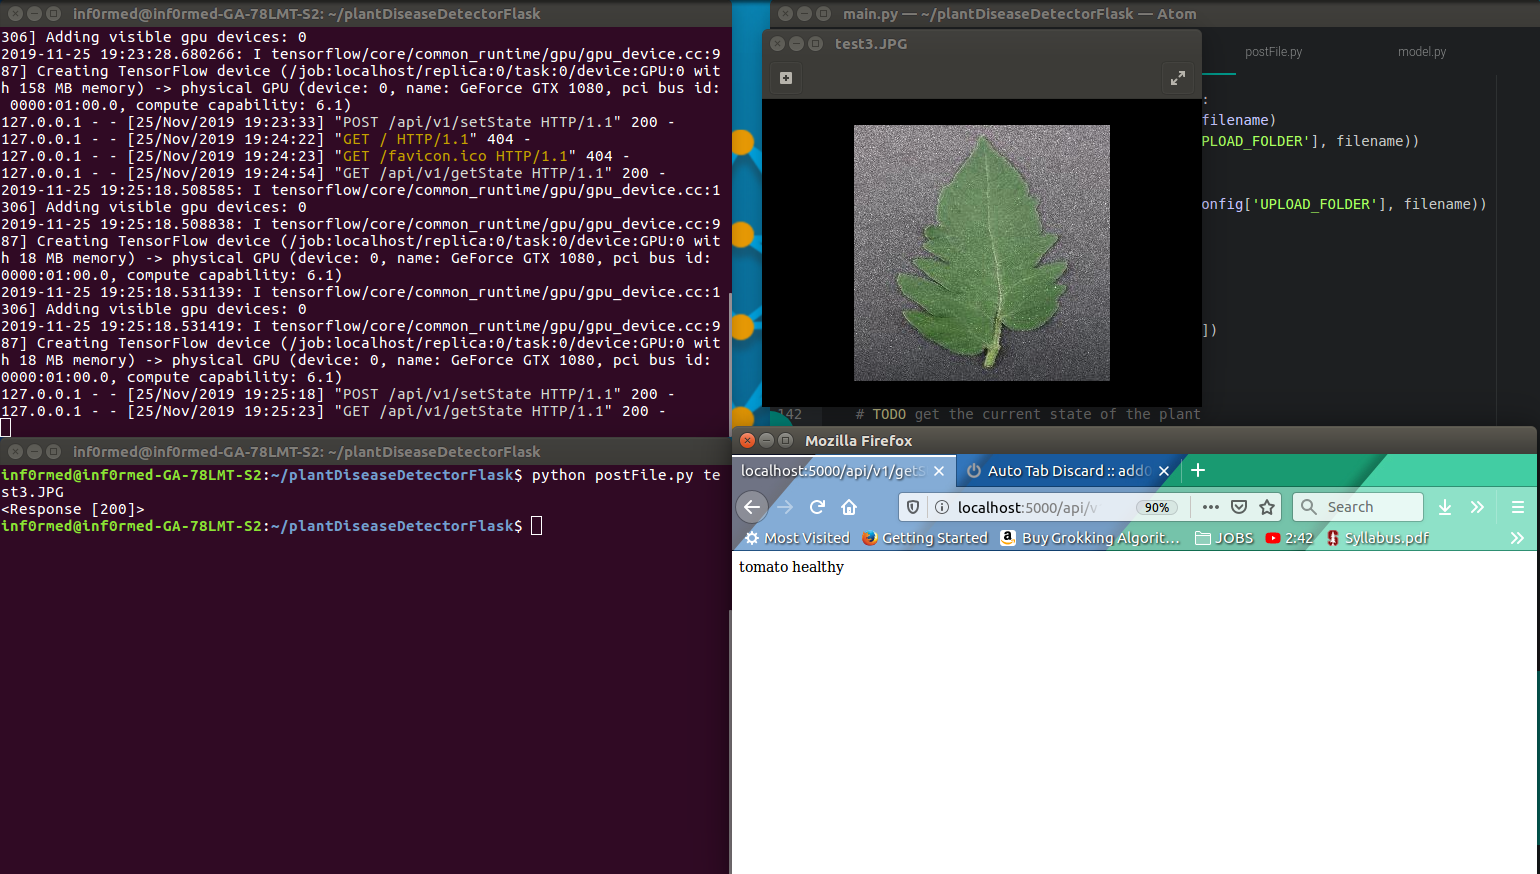 inf0rmed@inf0rmed-GA-78LMT-S2: ~/plantDiseaseDetectorFlask
306] Adding visible gpu devices: 0
2019-11-25 19:23:28.680266: I tensorflow/core/common_runtime/gpu/gpu_device.cc:9
87] Creating TensorFlow device (/job:localhost/replica:0/task:0/device:GPU:0 wit
h 158 MB memory) -> physical GPU (device: 0, name: GeForce GTX 1080, pci bus id:
0000:01:00.0, compute capability: 6.1)
127.0.0.1 - - [25/Nov/2019 19:23:33] "POST /api/v1/setState HTTP/1.1" 200 -
127.0.0.1 - - [25/Nov/2019 19:24:22] "GET / HTTP/1.1" 404 -
127.0.0.1 - - [25/Nov/2019 19:24:23] "GET /favicon.ico HTTP/1.1" 404 -
127.0.0.1 - - [25/Nov/2019 19:24:54] "GET /api/v1/getState HTTP/1.1" 200 -
2019-11-25 19:25:18.508585: I tensorflow/core/common_runtime/gpu/gpu_device.cc:1
306] Adding visible gpu devices: 0
2019-11-25 19:25:18.508838: I tensorflow/core/common_runtime/gpu/gpu_device.cc:9
87] Creating TensorFlow device (/job:localhost/replica:0/task:0/device:GPU:0 wit
h 18 MB memory) -> physical GPU (device: 0, name: GeForce GTX 1080, pci bus id:
0000:01:00.0, compute capability: 6.1)
2019-11-25 19:25:18.531139: I tensorflow/core/common_runtime/gpu/gpu_device.cc:1
306] Adding visible gpu devices: 0
2019-11-25 19:25:18.531419: I tensorflow/core/common_runtime/gpu/gpu_device.cc:9
87] Creating TensorFlow device (/job:localhost/replica:0/task:0/device:GPU:0 wit
h 18 MB memory) -> physical GPU (device: 0, name: GeForce GTX 1080, pci bus id:
0000:01:00.0, compute capability: 6.1)
127.0.0.1 - - [25/Nov/2019 19:25:18] "POST /api/v1/setState HTTP/1.1" 200 -
127.0.0.1 - - [25/Nov/2019 19:25:23] "GET /api/v1/getState HTTP/1.1" 200 -
inf0rmed@inf0rmed-GA-78LMT-S2: ~/plantDiseaseDetectorFlask
inf0rmed@inf0rmed-GA-78LMT-S2:~/plantDiseaseDetectorFlask$ python postFile.py te
st3.JPG
<Response [200]>
inf0rmed@inf0rmed-GA-78LMT-S2:~/plantDiseaseDetectorFlask$
main.py — ~/plantDiseaseDetectorFlask — Atom
postFile.py model.py
:
filename)
PLOAD_FOLDER'], filename))
onfig['UPLOAD_FOLDER'], filename))
])
142 # TODO get the current state of the plant
test3.JPG
Mozilla Firefox
localhost:5000/api/v1/getS Auto Tab Discard :: addo
localhost:5000/api/v 90% Search
Most Visited Getting Started Buy Grokking Algorit... JOBS 2:42 Syllabus.pdf
tomato healthy